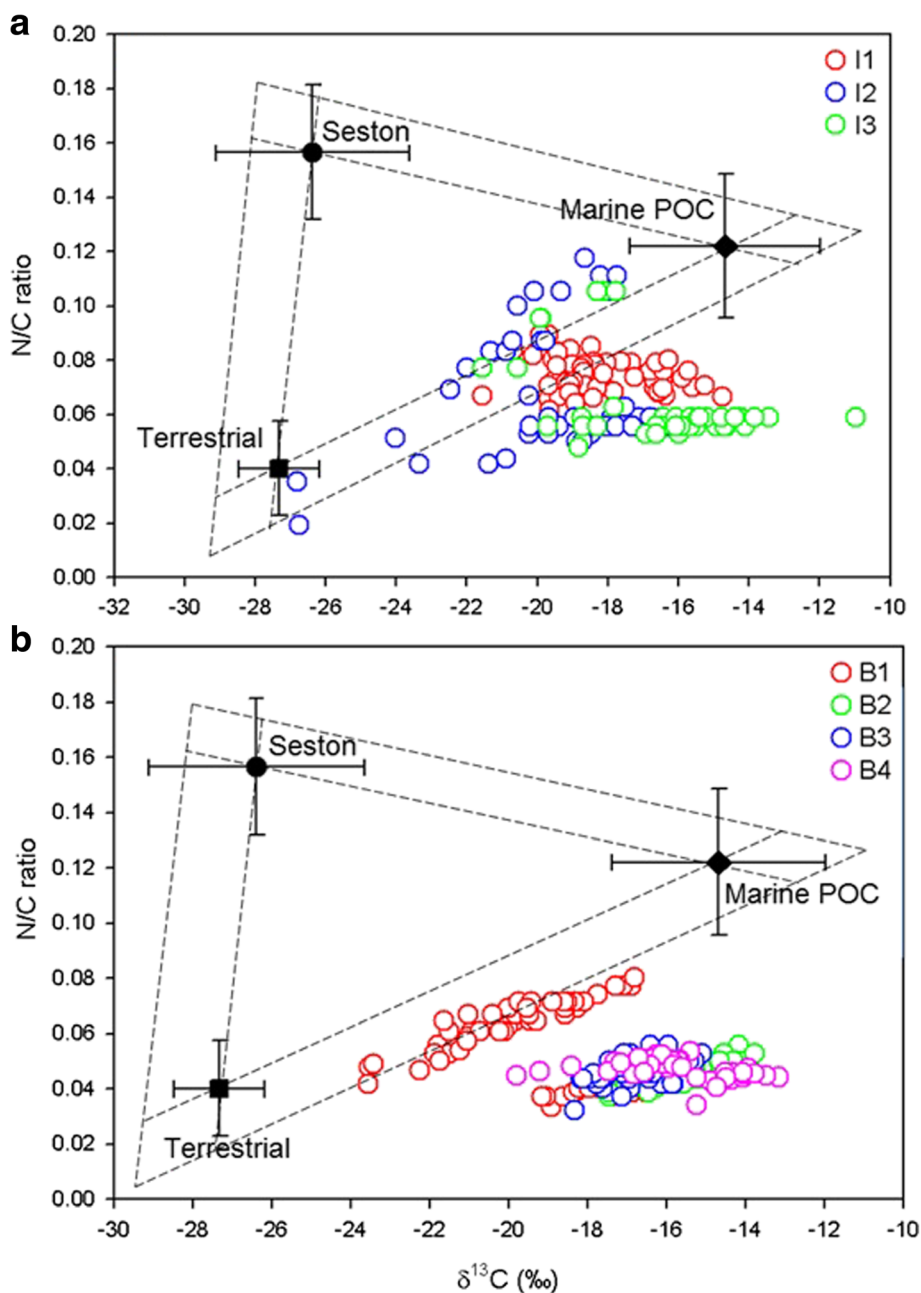 a
0.20
I1
0.18
I2
0.16
Seston
I3
0.14
Marine POC
0.12
N/C ratio
0.10
0.08
0.06
Terrestrial
0.04
0.02
0.00
-32 -30 -28 -26 -24 -22 -20 -18 -16 -14 -12 -10
b
0.20
B1
0.18
B2
Seston
B3
0.16
B4
0.14
0.12
Marine POC
N/C ratio
0.10
0.08
0.06
0.04
Terrestrial
0.02
0.00
-30 -28 -26 -24 -22 -20 -18 -16 -14 -12 -10
δ¹³C (‰)